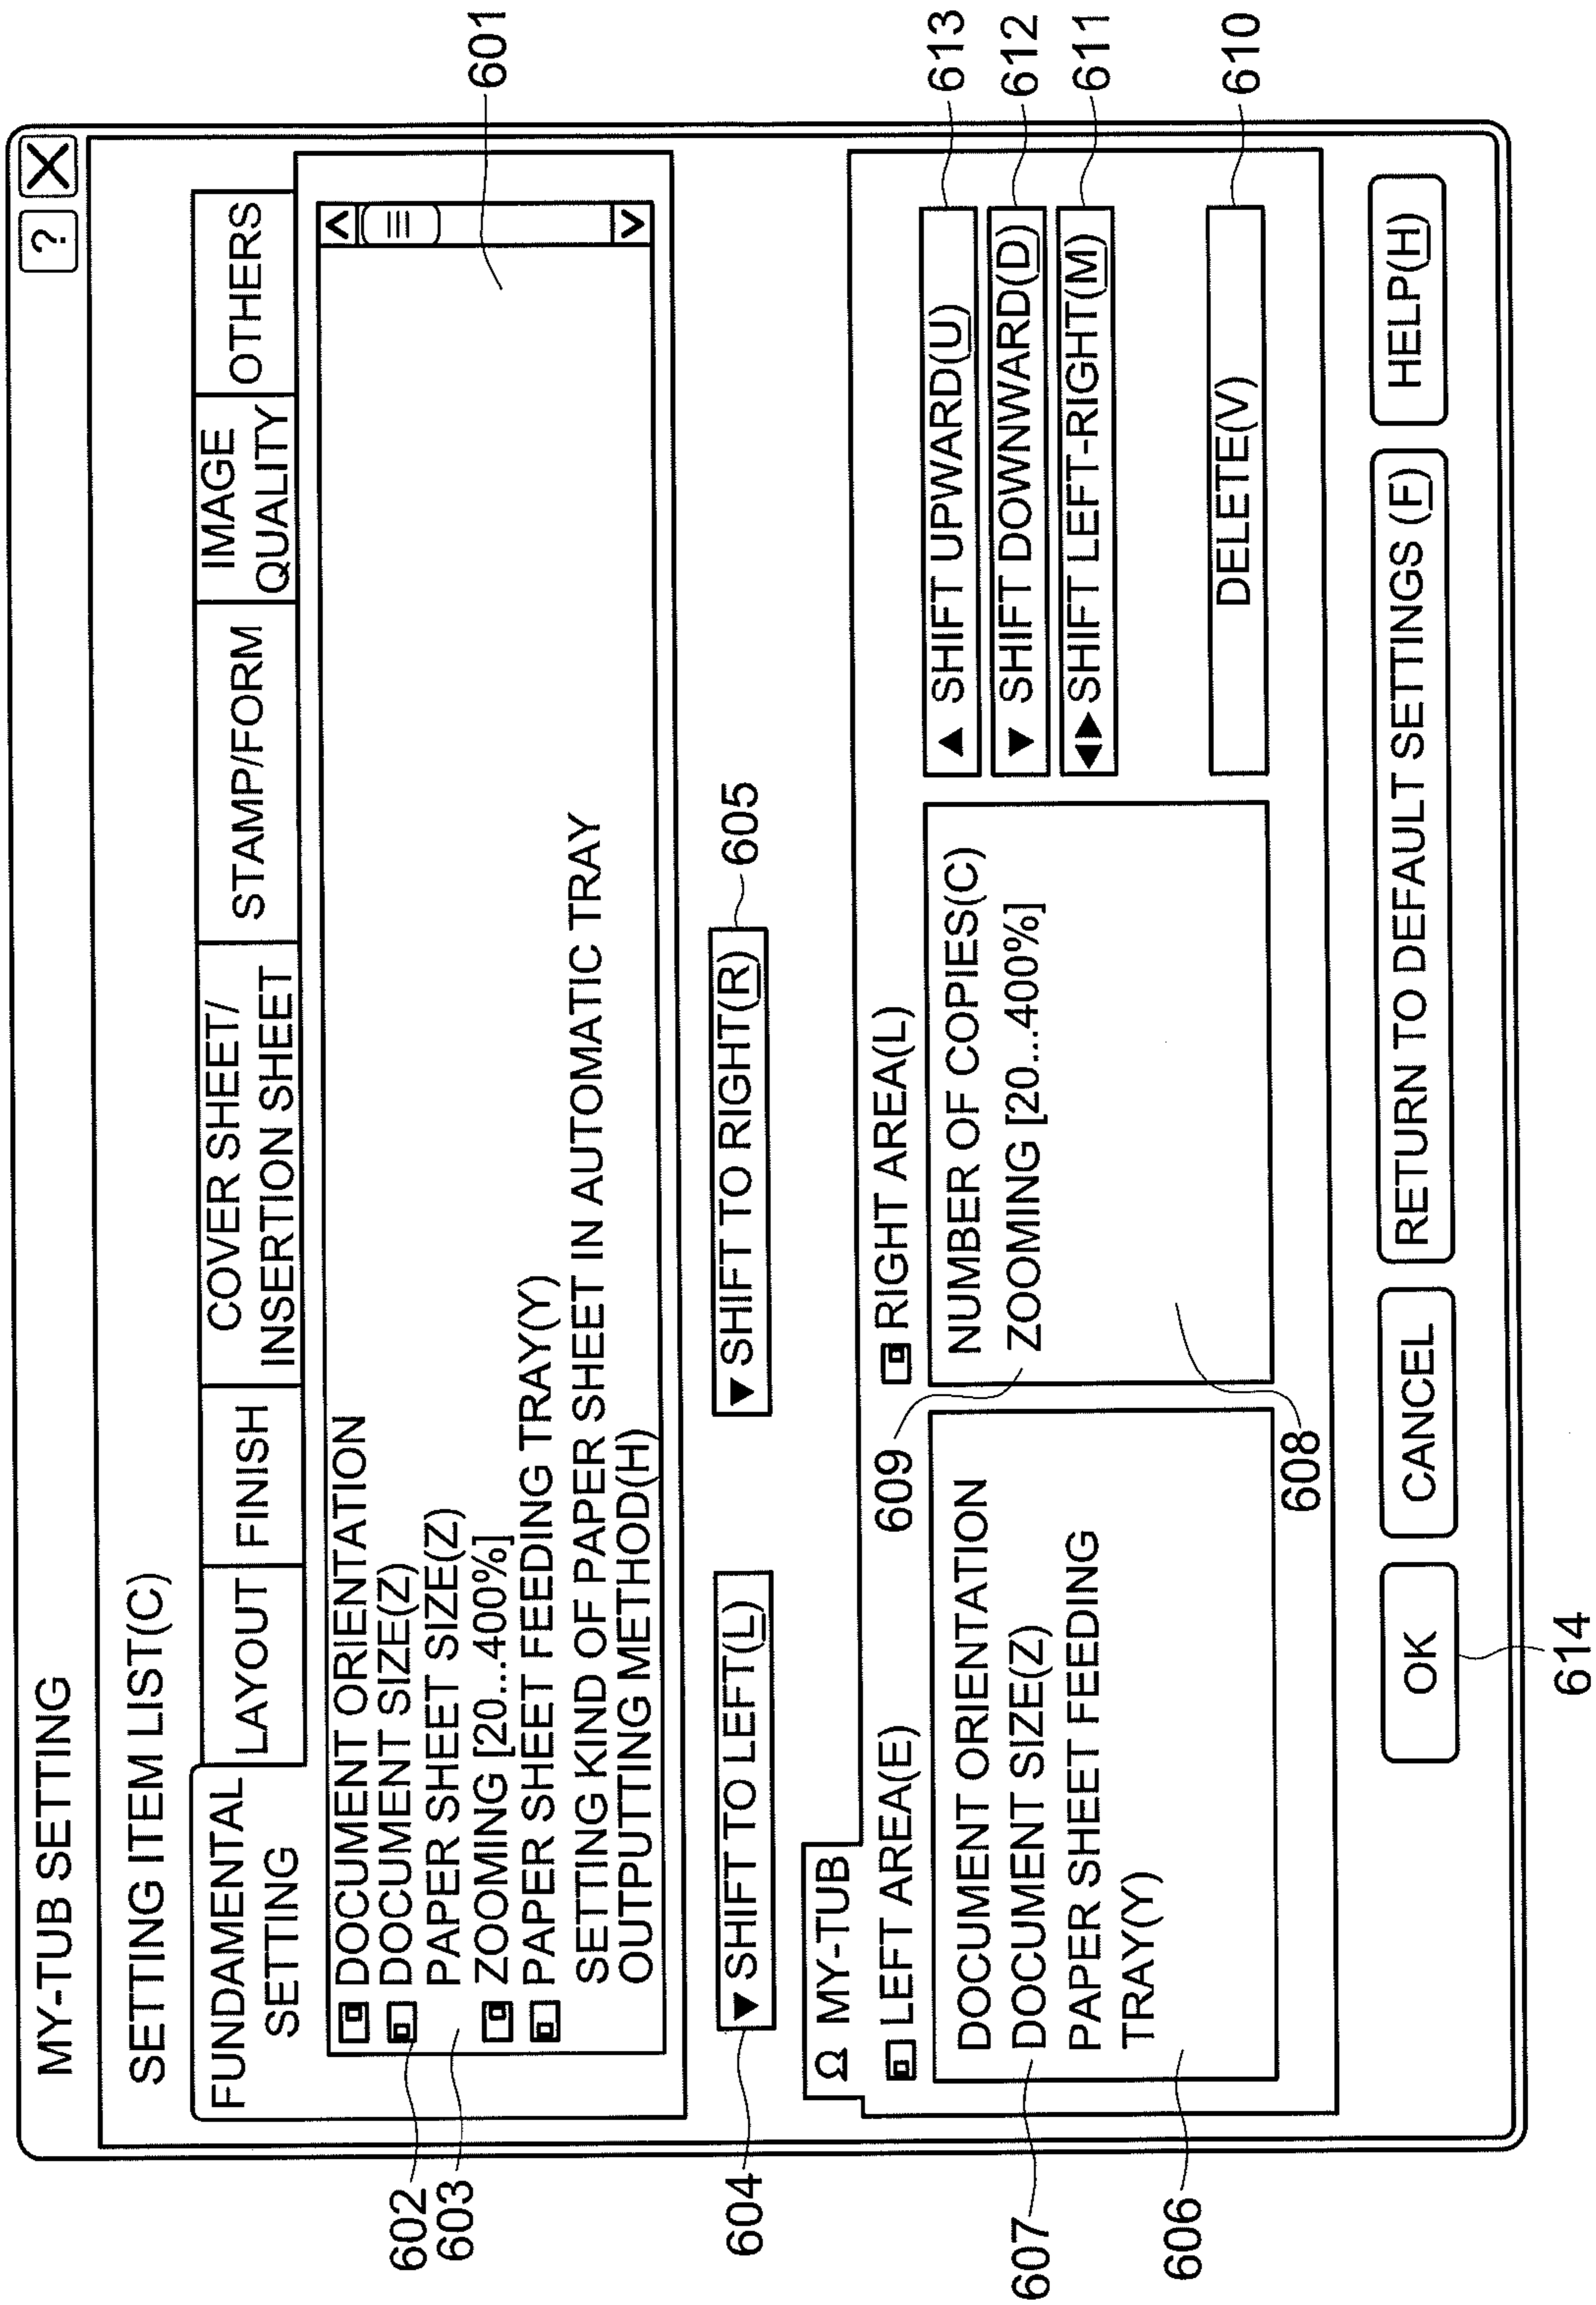 MY-TUB SETTING
?
SETTING ITEM LIST(C)
FUNDAMENTAL
SETTING
LAYOUT
FINISH
COVER SHEET/
INSERTION SHEET
STAMP/FORM
IMAGE
QUALITY
OTHERS
DOCUMENT ORIENTATION
DOCUMENT SIZE(Z)
PAPER SHEET SIZE(Z)
ZOOMING [20...400%]
PAPER SHEET FEEDING TRAY(Y)
SETTING KIND OF PAPER SHEET IN AUTOMATIC TRAY
OUTPUTTING METHOD(H)
601
602
603
604
▼SHIFT TO LEFT(L)
▼SHIFT TO RIGHT(R)
605
Ω MY-TUB
LEFT AREA(E)
DOCUMENT ORIENTATION
DOCUMENT SIZE(Z)
PAPER SHEET FEEDING
TRAY(Y)
607
606
RIGHT AREA(L)
NUMBER OF COPIES(C)
ZOOMING [20...400%]
609
608
▲ SHIFT UPWARD(U)
▼ SHIFT DOWNWARD(D)
◀▶SHIFT LEFT-RIGHT(M)
DELETE(V)
613
612
611
610
OK
CANCEL
RETURN TO DEFAULT SETTINGS (F)
HELP(H)
614